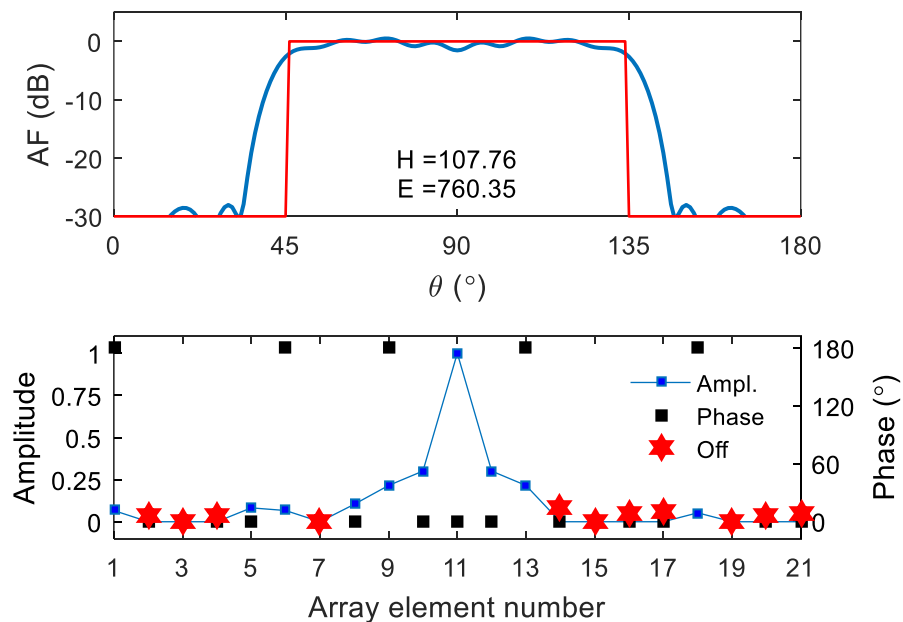 AF (dB)
0
-10
-20
-30
H =107.76
E =760.35
0 45 90 135 180
θ (°)
Amplitude
1
0.75
0.5
0.25
0
Ampl.
Phase
Off
180
120
60
0
Phase (°)
1 3 5 7 9 11 13 15 17 19 21
Array element number